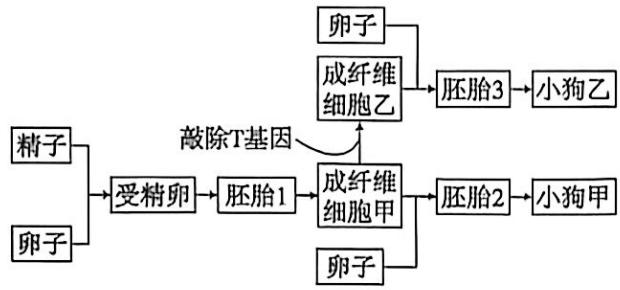 卵子
成纤维
细胞乙
胚胎3
小狗乙
敲除T基因
精子
卵子
受精卵
胚胎1
成纤维
细胞甲
胚胎2
小狗甲
卵子